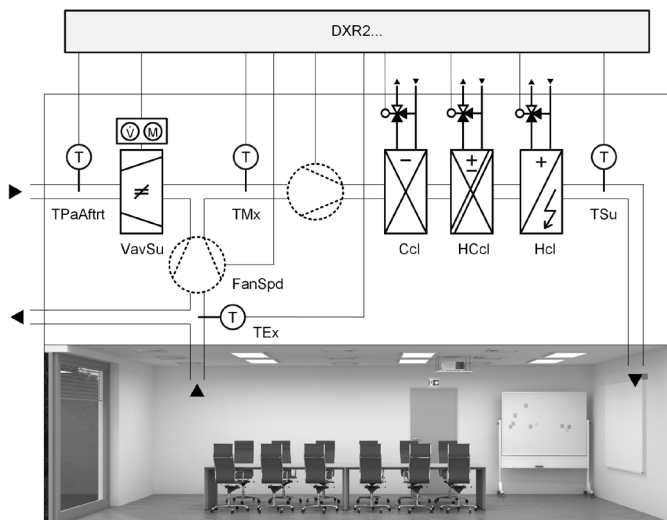 DXR2...
V̇ M
T T T
− ± +
TPaAftrt ≠ TMx TSu
VavSu Ccl HCcl Hcl
FanSpd
T
TEx